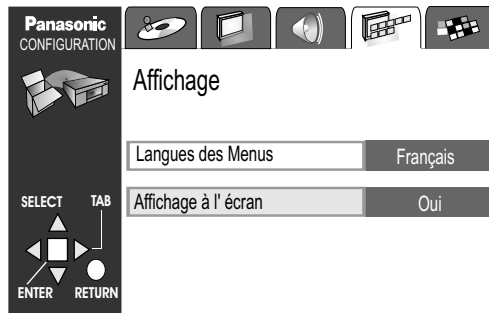 Panasonic
CONFIGURATION
Affichage
Langues des Menus Français
Affichage à l' écran Oui
SELECT TAB
ENTER RETURN